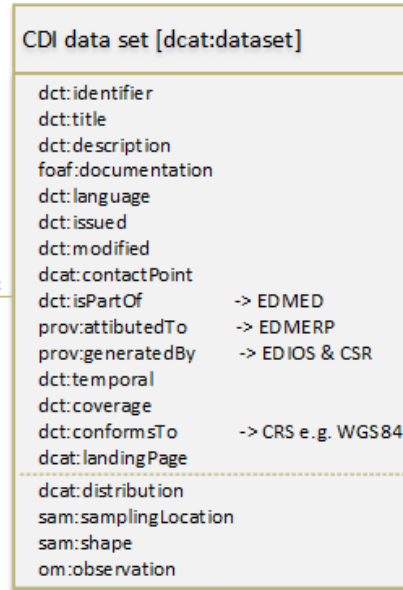 CDI data set [dcat:dataset]
dct:identifier
dct:title
dct:description
foaf:documentation
dct:language
dct:issued
dct:modified
dcat:contactPoint
dct:isPartOf -> EDMED
prov:attibutedTo -> EDMERP
prov:generatedBy -> EDIOS & CSR
dct:temporal
dct:coverage
dct:conformsTo -> CRS e.g. WGS84
dcat:landingPage
dcat:distribution
sam:samplingLocation
sam:shape
om:observation